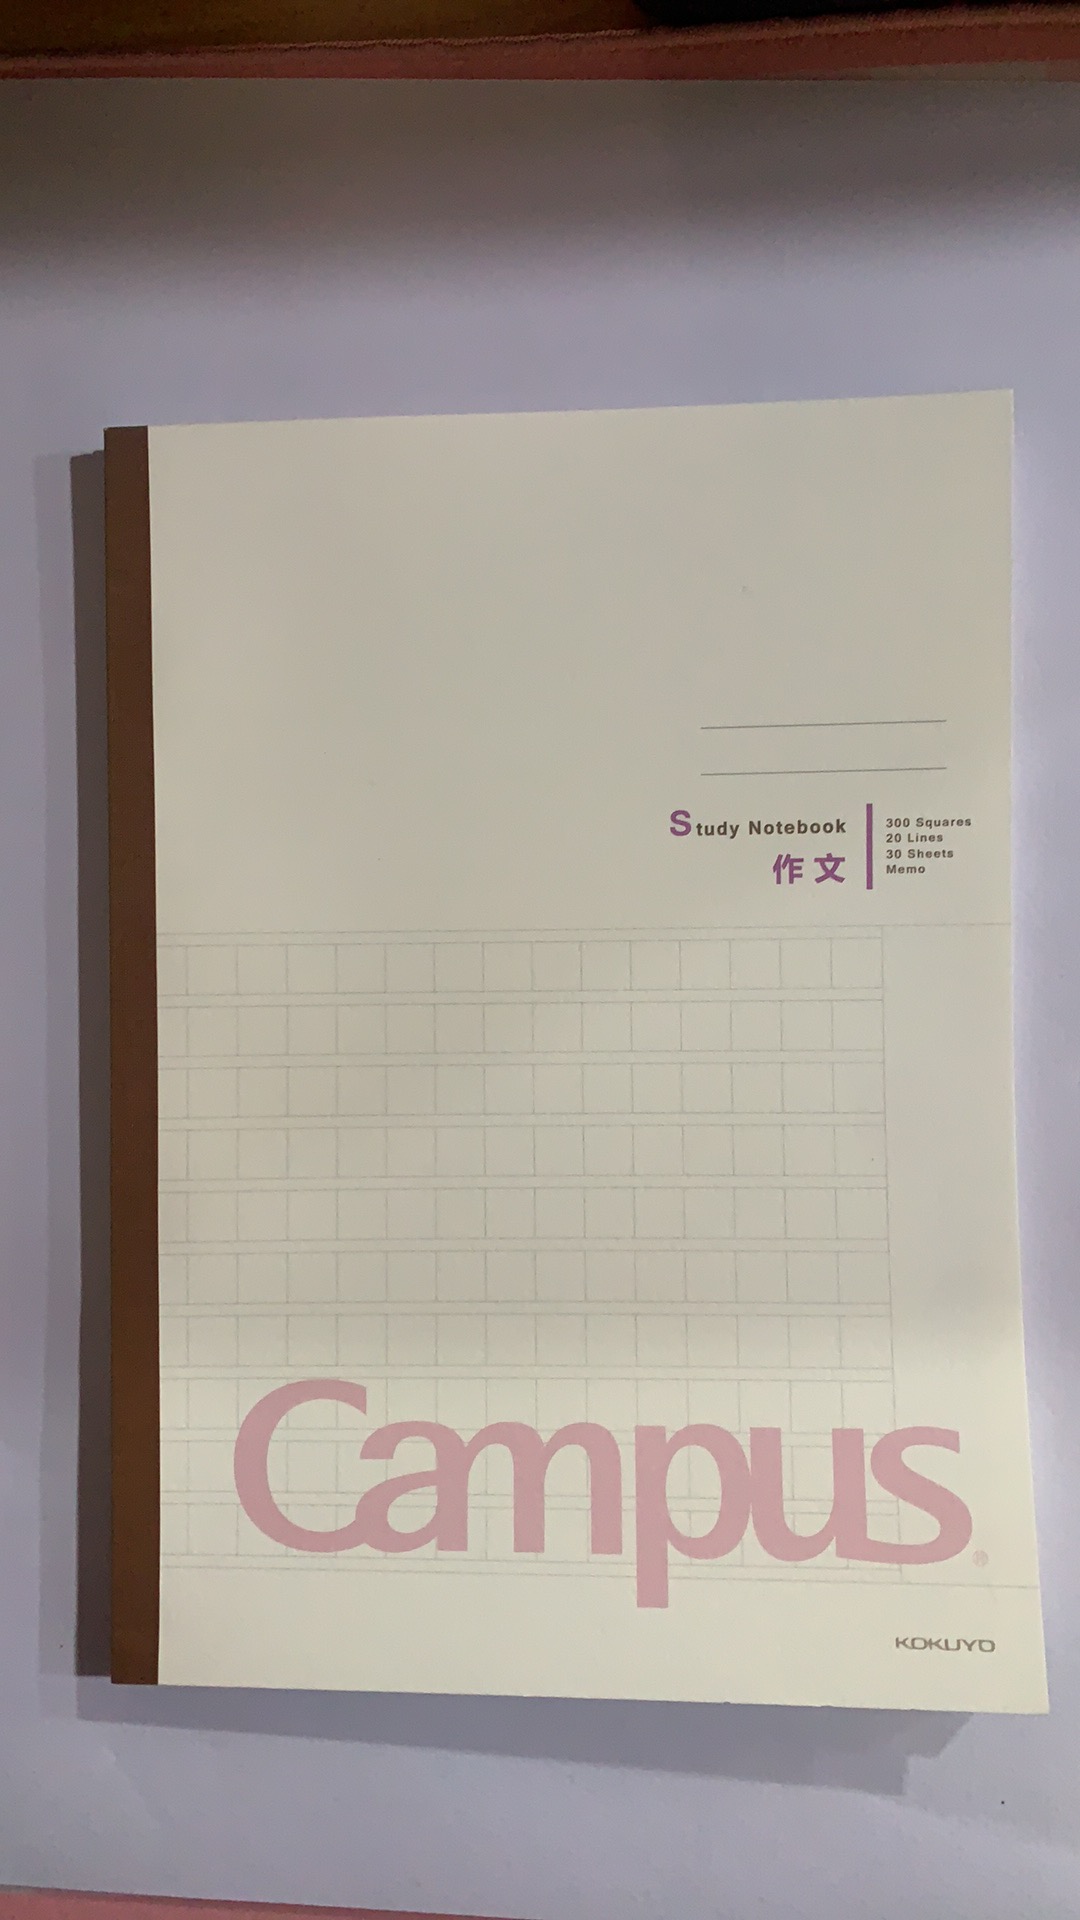 Study Notebook
作文
300 Squares
20 Lines
30 Sheets
Memo
Campus®
KOKUYO